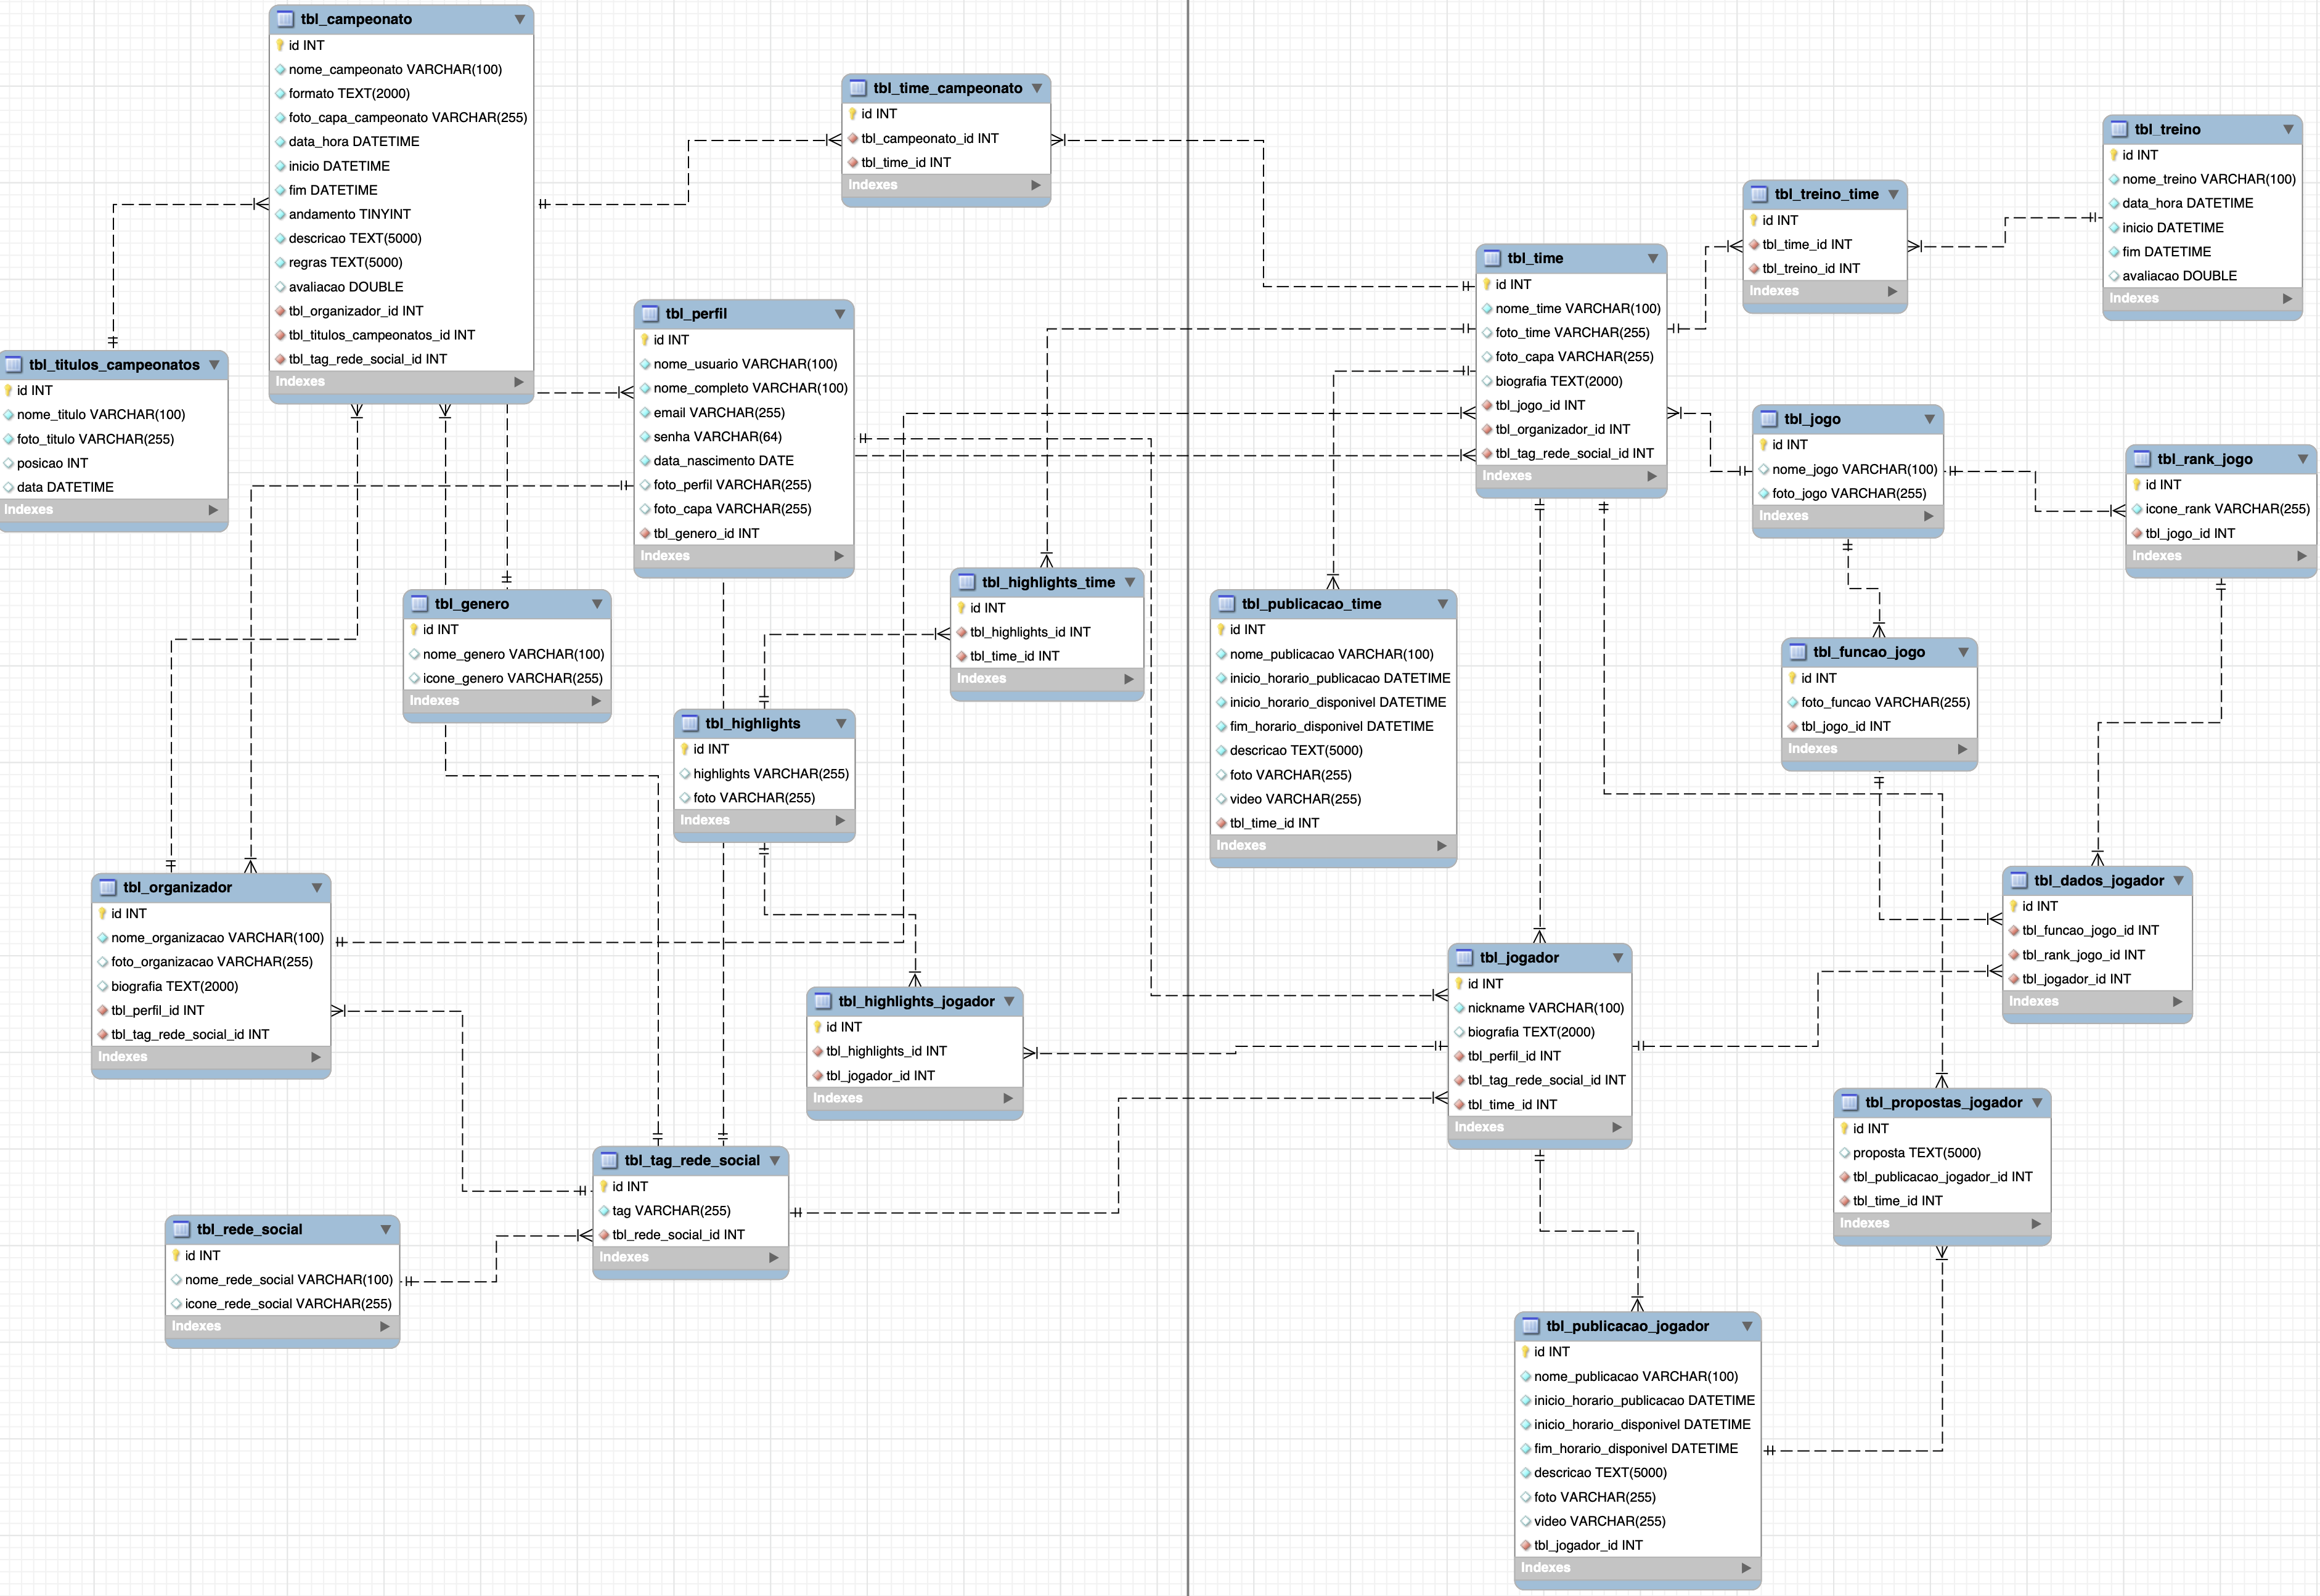 tbl_campeonato
id INT
nome_campeonato VARCHAR(100)
formato TEXT(2000)
foto_capa_campeonato VARCHAR(255)
data_hora DATETIME
inicio DATETIME
fim DATETIME
andamento TINYINT
descricao TEXT(5000)
regras TEXT(5000)
avaliacao DOUBLE
tbl_organizador_id INT
tbl_titulos_campeonatos_id INT
tbl_tag_rede_social_id INT
Indexes
tbl_time_campeonato
id INT
tbl_campeonato_id INT
tbl_time_id INT
Indexes
tbl_treino
id INT
nome_treino VARCHAR(100)
data_hora DATETIME
inicio DATETIME
fim DATETIME
avaliacao DOUBLE
Indexes
tbl_treino_time
id INT
tbl_time_id INT
tbl_treino_id INT
Indexes
tbl_time
id INT
nome_time VARCHAR(100)
foto_time VARCHAR(255)
foto_capa VARCHAR(255)
biografia TEXT(2000)
tbl_jogo_id INT
tbl_organizador_id INT
tbl_tag_rede_social_id INT
Indexes
tbl_perfil
id INT
nome_usuario VARCHAR(100)
nome_completo VARCHAR(100)
email VARCHAR(255)
senha VARCHAR(64)
data_nascimento DATE
foto_perfil VARCHAR(255)
foto_capa VARCHAR(255)
tbl_genero_id INT
Indexes
tbl_titulos_campeonatos
id INT
nome_titulo VARCHAR(100)
foto_titulo VARCHAR(255)
posicao INT
data DATETIME
Indexes
tbl_jogo
id INT
nome_jogo VARCHAR(100)
foto_jogo VARCHAR(255)
Indexes
tbl_rank_jogo
id INT
icone_rank VARCHAR(255)
tbl_jogo_id INT
Indexes
tbl_genero
id INT
nome_genero VARCHAR(100)
icone_genero VARCHAR(255)
Indexes
tbl_highlights_time
id INT
tbl_highlights_id INT
tbl_time_id INT
Indexes
tbl_publicacao_time
id INT
nome_publicacao VARCHAR(100)
inicio_horario_publicacao DATETIME
inicio_horario_disponivel DATETIME
fim_horario_disponivel DATETIME
descricao TEXT(5000)
foto VARCHAR(255)
video VARCHAR(255)
tbl_time_id INT
Indexes
tbl_funcao_jogo
id INT
foto_funcao VARCHAR(255)
tbl_jogo_id INT
Indexes
tbl_highlights
id INT
highlights VARCHAR(255)
foto VARCHAR(255)
Indexes
tbl_organizador
id INT
nome_organizacao VARCHAR(100)
foto_organizacao VARCHAR(255)
biografia TEXT(2000)
tbl_perfil_id INT
tbl_tag_rede_social_id INT
Indexes
tbl_dados_jogador
id INT
tbl_funcao_jogo_id INT
tbl_rank_jogo_id INT
tbl_jogador_id INT
Indexes
tbl_jogador
id INT
nickname VARCHAR(100)
biografia TEXT(2000)
tbl_perfil_id INT
tbl_tag_rede_social_id INT
tbl_time_id INT
Indexes
tbl_highlights_jogador
id INT
tbl_highlights_id INT
tbl_jogador_id INT
Indexes
tbl_propostas_jogador
id INT
proposta TEXT(5000)
tbl_publicacao_jogador_id INT
tbl_time_id INT
Indexes
tbl_tag_rede_social
id INT
tag VARCHAR(255)
tbl_rede_social_id INT
Indexes
tbl_rede_social
id INT
nome_rede_social VARCHAR(100)
icone_rede_social VARCHAR(255)
Indexes
tbl_publicacao_jogador
id INT
nome_publicacao VARCHAR(100)
inicio_horario_publicacao DATETIME
inicio_horario_disponivel DATETIME
fim_horario_disponivel DATETIME
descricao TEXT(5000)
foto VARCHAR(255)
video VARCHAR(255)
tbl_jogador_id INT
Indexes